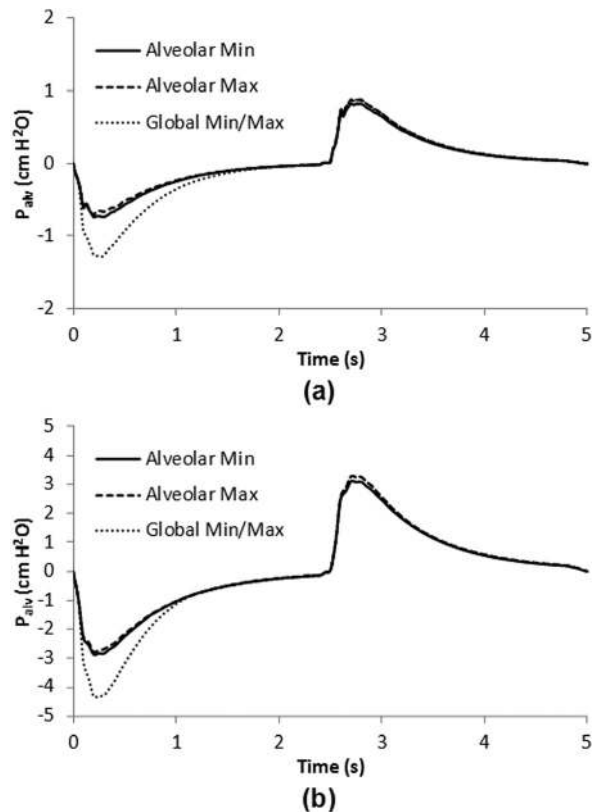 2
Alveolar Min
Alveolar Max
1
Global Min/Max
0
-1
-2
P_alv (cm H²O)
0 1 2 3 4 5
Time (s)
(a)
5
4
Alveolar Min
3
Alveolar Max
2
Global Min/Max
1
0
-1
-2
-3
-4
-5
P_alv (cm H²O)
0 1 2 3 4 5
Time (s)
(b)